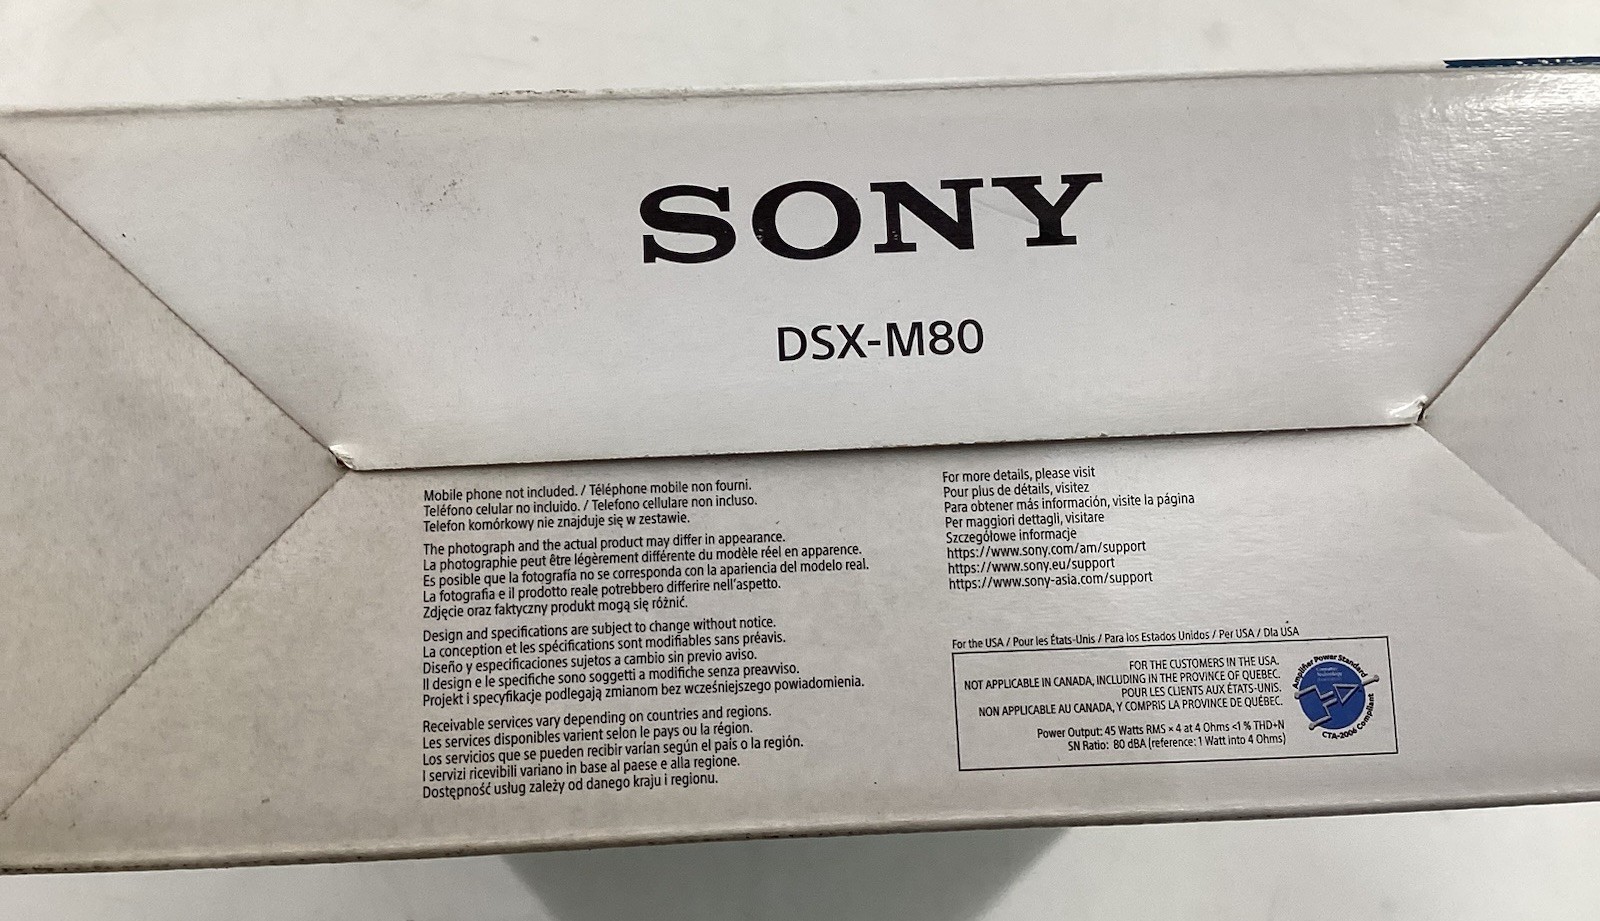 SONY
DSX-M80
Mobile phone not included. / Téléphone mobile non fourni.
Teléfono celular no incluido. / Telefono cellulare non incluso.
Telefon komórkowy nie znajduje się w zestawie.
The photograph and the actual product may differ in appearance.
La photographie peut être légèrement différente du modèle réel en apparence.
Es posible que la fotografía no se corresponda con la apariencia del modelo real.
La fotografia e il prodotto reale potrebbero differire nell'aspetto.
Zdjęcie oraz faktyczny produkt mogą się różnić.
Design and specifications are subject to change without notice.
La conception et les spécifications sont modifiables sans préavis.
Diseño y especificaciones sujetos a cambio sin previo aviso.
Il design e le specifiche sono soggetti a modifiche senza preavviso.
Projekt i specyfikacje podlegają zmianom bez wcześniejszego powiadomienia.
Receivable services vary depending on countries and regions.
Les services disponibles varient selon le pays ou la région.
Los servicios que se pueden recibir varían según el país o la región.
I servizi ricevibili variano in base al paese e alla regione.
Dostępność usług zależy od danego kraju i regionu.
For more details, please visit
Pour plus de détails, visitez
Para obtener más información, visite la página
Per maggiori dettagli, visitare
Szczegółowe informacje
https://www.sony.com/am/support
https://www.sony.eu/support
https://www.sony-asia.com/support
For the USA / Pour les États-Unis / Para los Estados Unidos / Per USA / Dla USA
FOR THE CUSTOMERS IN THE USA.
NOT APPLICABLE IN CANADA, INCLUDING IN THE PROVINCE OF QUEBEC.
POUR LES CLIENTS AUX ÉTATS-UNIS.
NON APPLICABLE AU CANADA, Y COMPRIS LA PROVINCE DE QUÉBEC.
Power Output: 45 Watts RMS × 4 at 4 Ohms <1 % THD+N
SN Ratio: 80 dBA (reference: 1 Watt into 4 Ohms)
Amplifier Power Standard
CTA-2006 Compliant